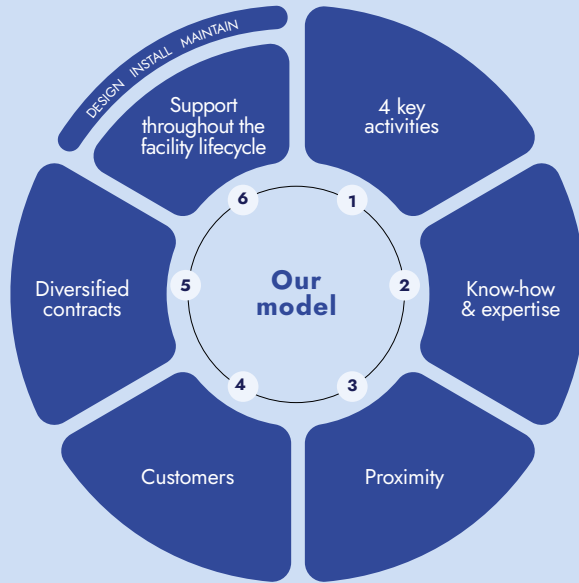 DESIGN INSTALL MAINTAIN
Support
throughout the
facility lifecycle
4 key
activities
6
1
Diversified
contracts
5
Our
model
2
Know-how
& expertise
4
3
Customers
Proximity